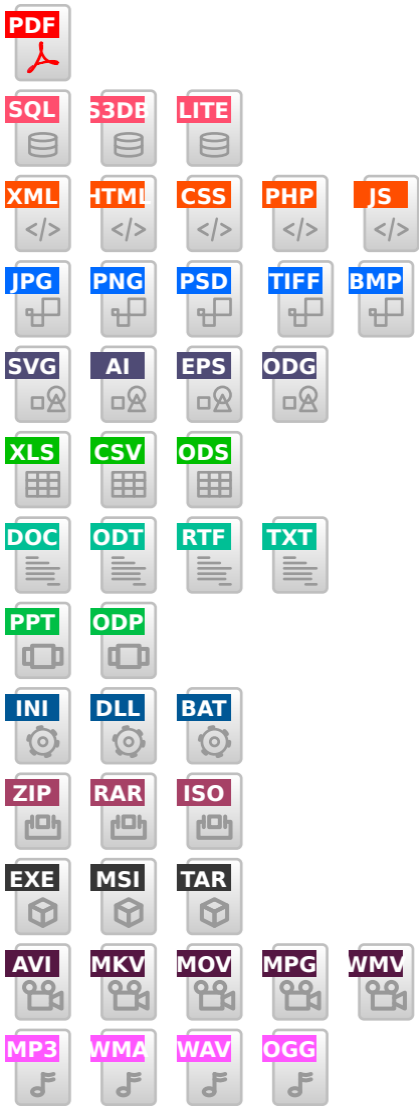 PDF
SQL S3DB LITE
XML HTML CSS PHP JS
</> </> </> </> </>
JPG PNG PSD TIFF BMP
SVG AI EPS ODG
XLS CSV ODS
DOC ODT RTF TXT
PPT ODP
INI DLL BAT
ZIP RAR ISO
EXE MSI TAR
AVI MKV MOV MPG WMV
MP3 WMA WAV OGG